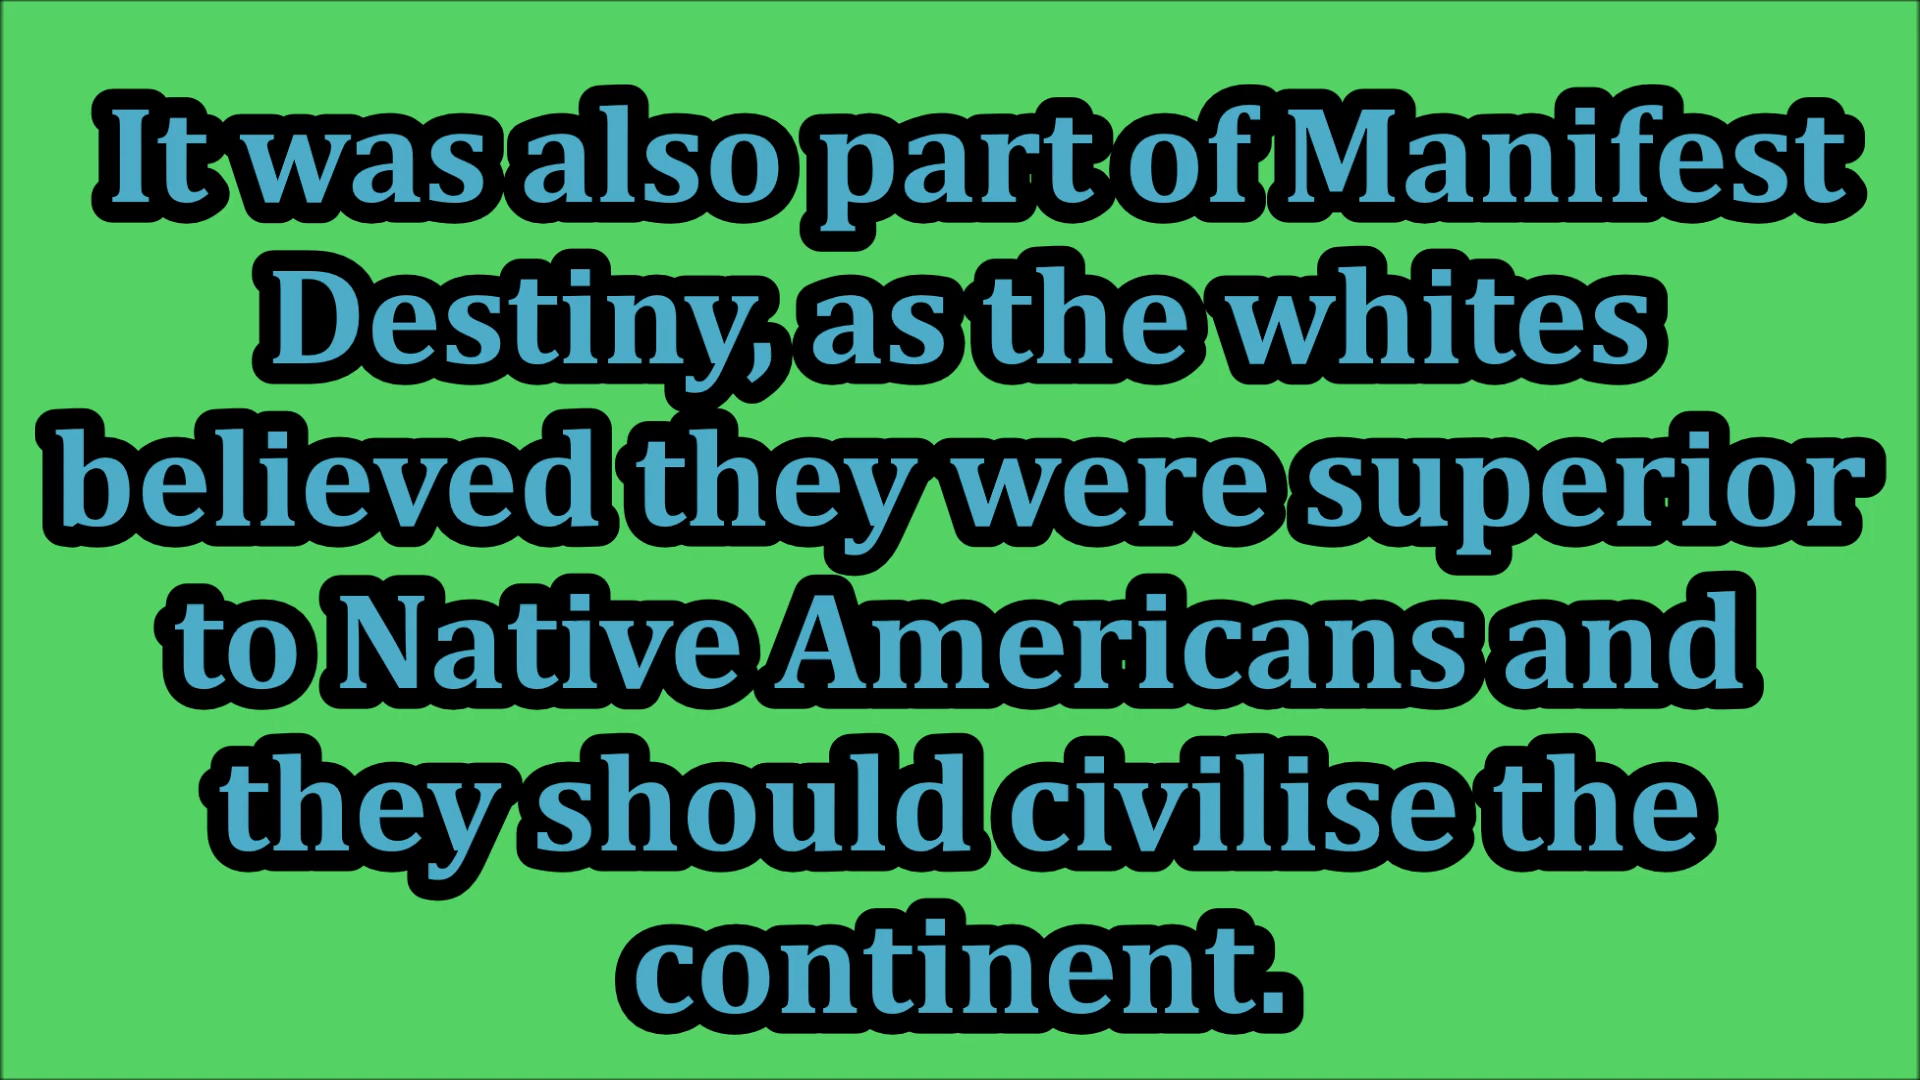 It was also part of Manifest
Destiny, as the whites
believed they were superior
to Native Americans and
they should civilise the
continent.